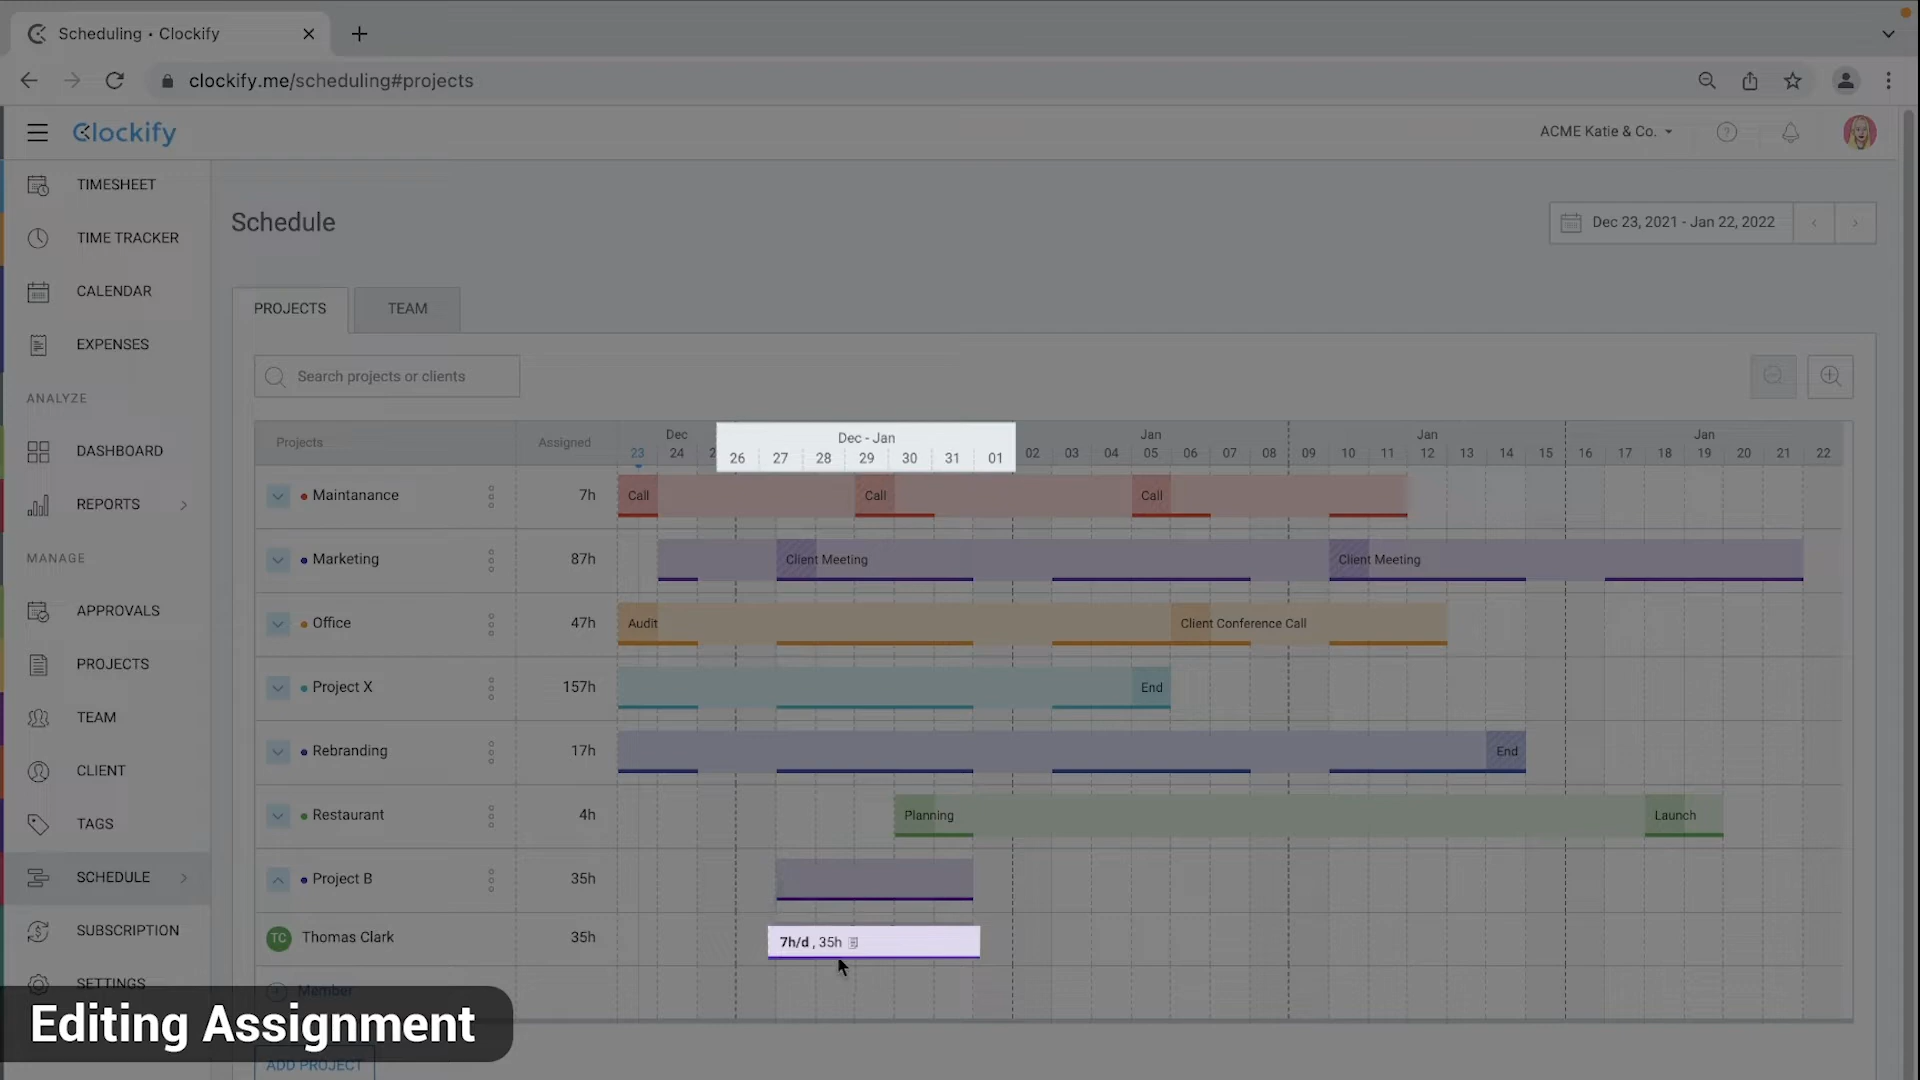 Scheduling • Clockify
clockify.me/scheduling#projects
Clockify
ACME Katie & Co.
TIMESHEET
TIME TRACKER
CALENDAR
EXPENSES
ANALYZE
DASHBOARD
REPORTS
MANAGE
APPROVALS
PROJECTS
TEAM
CLIENT
TAGS
SCHEDULE
SUBSCRIPTION
SETTINGS
Schedule
Dec 23, 2021 - Jan 22, 2022
PROJECTS TEAM
Search projects or clients
Projects Assigned Dec Dec - Jan Jan Jan Jan
23 24 2 26 27 28 29 30 31 01 02 03 04 05 06 07 08 09 10 11 12 13 14 15 16 17 18 19 20 21 22
Maintanance 7h Call Call Call
Marketing 87h Client Meeting Client Meeting
Office 47h Audit Client Conference Call
Project X 157h End
Rebranding 17h End
Restaurant 4h Planning Launch
Project B 35h
TC Thomas Clark 35h 7h/d , 35h
Member
Editing Assignment
ADD PROJECT